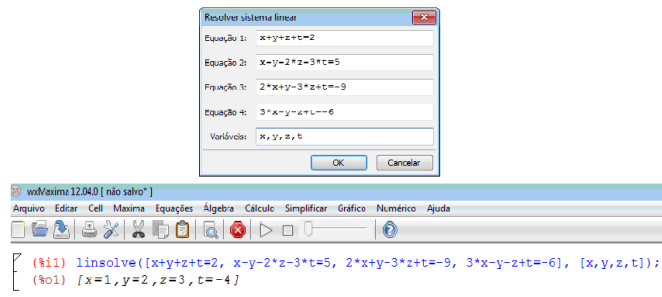 Resolver sistema linear
Equação 1: x+y+z+t=2
Equação 2: x-y-2*z-3*t=5
Equação 3: 2*x+y-3*z+t=-9
Equação 4: 3*x-y-z+t=-6
Variáveis: x,y,z,t
OK Cancelar
wxMaxima 12.04.0 [ não salvo* ]
Arquivo Editar Cell Maxima Equações Álgebra Cálculo Simplificar Gráfico Numérico Ajuda
(%i1) linsolve([x+y+z+t=2, x-y-2*z-3*t=5, 2*x+y-3*z+t=-9, 3*x-y-z+t=-6], [x,y,z,t]);
(%o1) [x=1,y=2,z=3,t=-4]